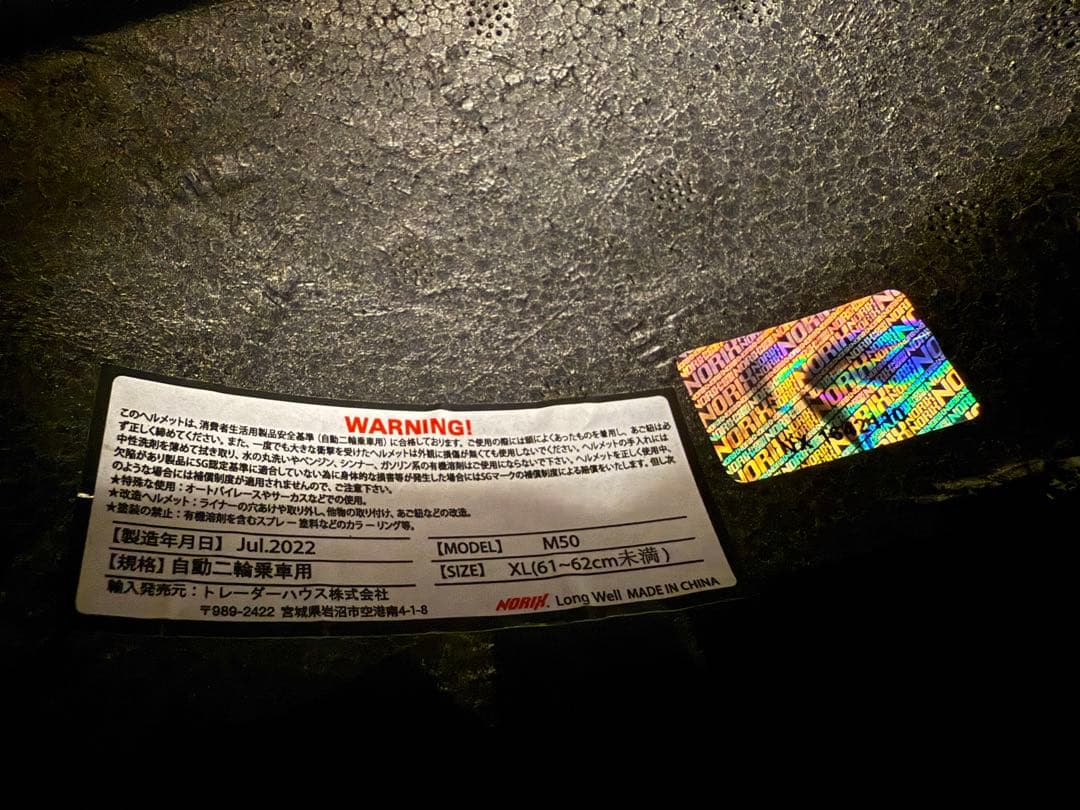 WARNING!
このヘルメットは、消費者生活用製品安全基準（自動二輪乗車用）に合格しております。ご使用の際には頭によくあったものを着用し、あご紐は必
ず正しく締めてください。また、一度でも大きな衝撃を受けたヘルメットは外観に損傷が無くても使用しないでください。ヘルメットの手入れには
中性洗剤を薄めて拭き取り、水の丸洗いやベンジン、シンナー、ガソリン系の有機溶剤はご使用にならないで下さい。ヘルメットを正しく使用中、
欠陥があり製品にSG認定基準に適合していない為に身体的な損害等が発生した場合にはSGマークの補償制度による賠償をいたします。但し次
のような場合には補償制度が適用されませんので、ご注意下さい。
★特殊な使用：オートバイレースやサーカスなどでの使用。
★改造ヘルメット：ライナーの穴あけや取り外し、他物の取り付け、あご紐などの改造。
★塗装の禁止：有機溶剤を含むスプレー塗料などのカラーリング等。
【製造年月日】 Jul.2022
【MODEL】 M50
【規格】自動二輪乗車用
【SIZE】 XL(61~62cm未満)
輸入発売元：トレーダーハウス株式会社
〒989-2422 宮城県岩沼市空港南4-1-8
NORIX. Long Well MADE IN CHINA
NORIX